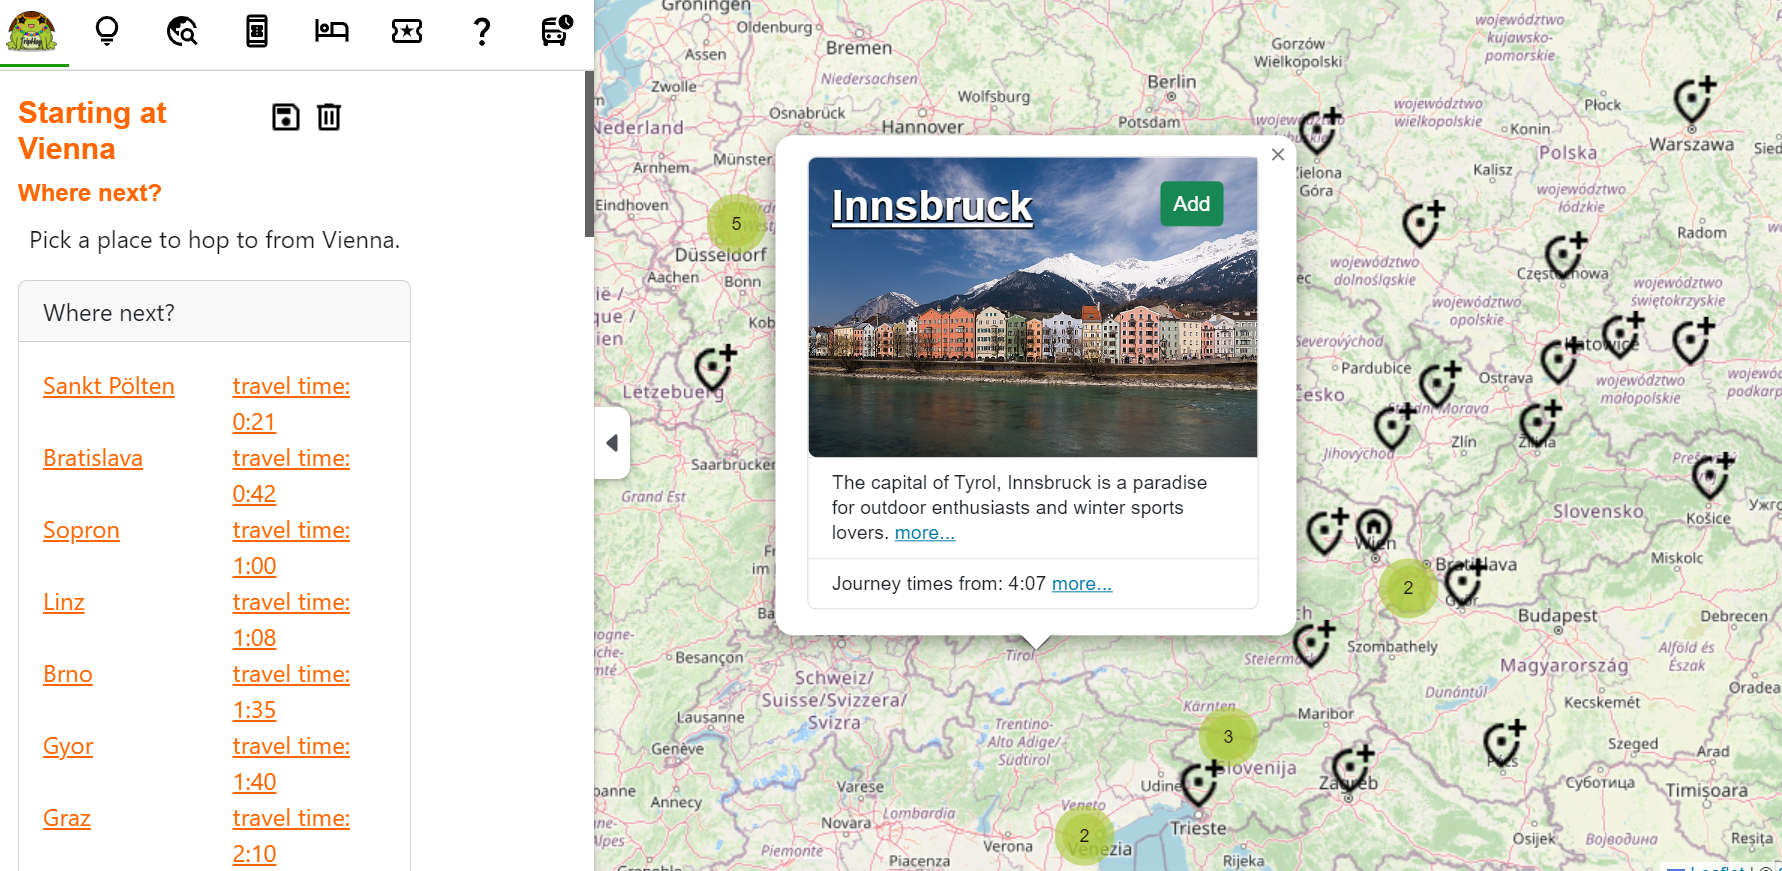 Starting at
Vienna
Where next?
Pick a place to hop to from Vienna.
Where next?
Sankt Pölten
travel time:
0:21
Bratislava
travel time:
0:42
Sopron
travel time:
1:00
Linz
travel time:
1:08
Brno
travel time:
1:35
Gyor
travel time:
1:40
Graz
travel time:
2:10
Innsbruck
Add
The capital of Tyrol, Innsbruck is a paradise
for outdoor enthusiasts and winter sports
lovers. more...
Journey times from: 4:07 more...
Groningen
Oldenburg
Bremen
Assen
Niedersachsen
Zwolle
Wolfsburg
Osnabrück
Hannover
Nederland
Berlin
Potsdam
Arnhem
Münster
Eindhoven
5
Düsseldorf
Aachen
Bonn
Lëtzebuerg
Saarbrücken
Grand Est
Gorzów
Wielkopolski
województwo
kujawsko-
pomorskie
województwo
wielkopolskie
Płock
Konin
Warszawa
Polska
Kalisz
Zielona
Góra
województwo
łódzkie
Radom
województwo
dolnośląskie
Częstochowa
województwo
opolskie
województwo
świętokrzyskie
Severovýchod
Katowice
Pardubice
Ostrava
województwo
małopolskie
Česko
Střední Morava
Zlín
Žilina
Jihovýchod
Slovensko
Košice
Wien
Bratislava
Miskolc
2
Győr
Budapest
Debrecen
Szombathely
Magyarország
Alföld és
Észak
Dunántúl
Kecskemét
Oradea
Besançon
Tirol
Schweiz/
Suisse/Svizzera/
Svizra
Lausanne
Genève
Trentino-
Alto Adige/
Südtirol
Kärnten
Maribor
3
Slovenija
Zagreb
Pécs
Szeged
Arad
Суботица
Timișoara
Annecy
Varese
Udine
Lombardia
Veneto
Novara
Trieste
2
Venezia
Verona
Piemonte
Piacenza
Rijeka
Osijek
Војводина
Reșița
Leaflet